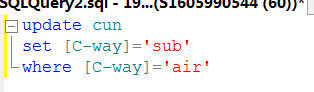 SQLQuery2.sql - 19...(S1605990544 (60))*
update cun
set [C-way]='sub'
where [C-way]='air'